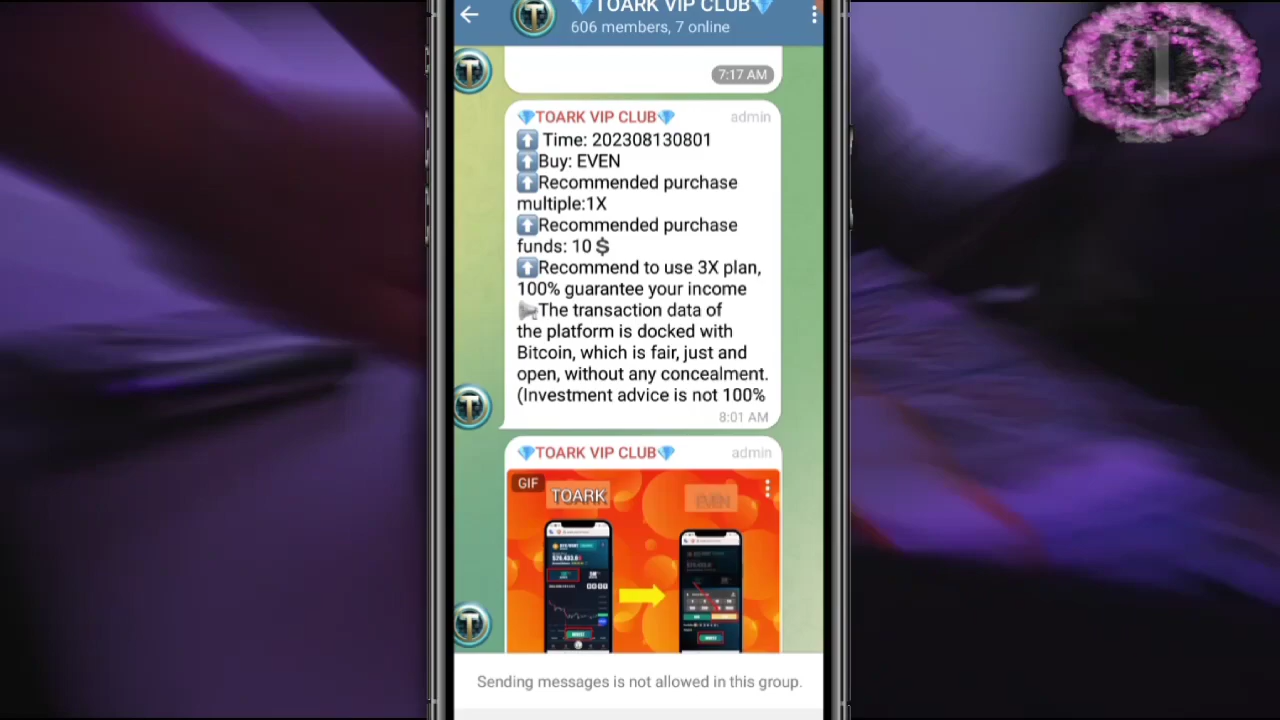 💎TOARK VIP CLUB💎
606 members, 7 online
7:17 AM
💎TOARK VIP CLUB💎 admin
⬆️ Time: 202308130801
⬆️Buy: EVEN
⬆️Recommended purchase
multiple:1X
⬆️Recommended purchase
funds: 10💲
⬆️Recommend to use 3X plan,
100% guarantee your income
📢The transaction data of
the platform is docked with
Bitcoin, which is fair, just and
open, without any concealment.
(Investment advice is not 100%
8:01 AM
💎TOARK VIP CLUB💎 admin
GIF
TOARK
EVEN
Sending messages is not allowed in this group.